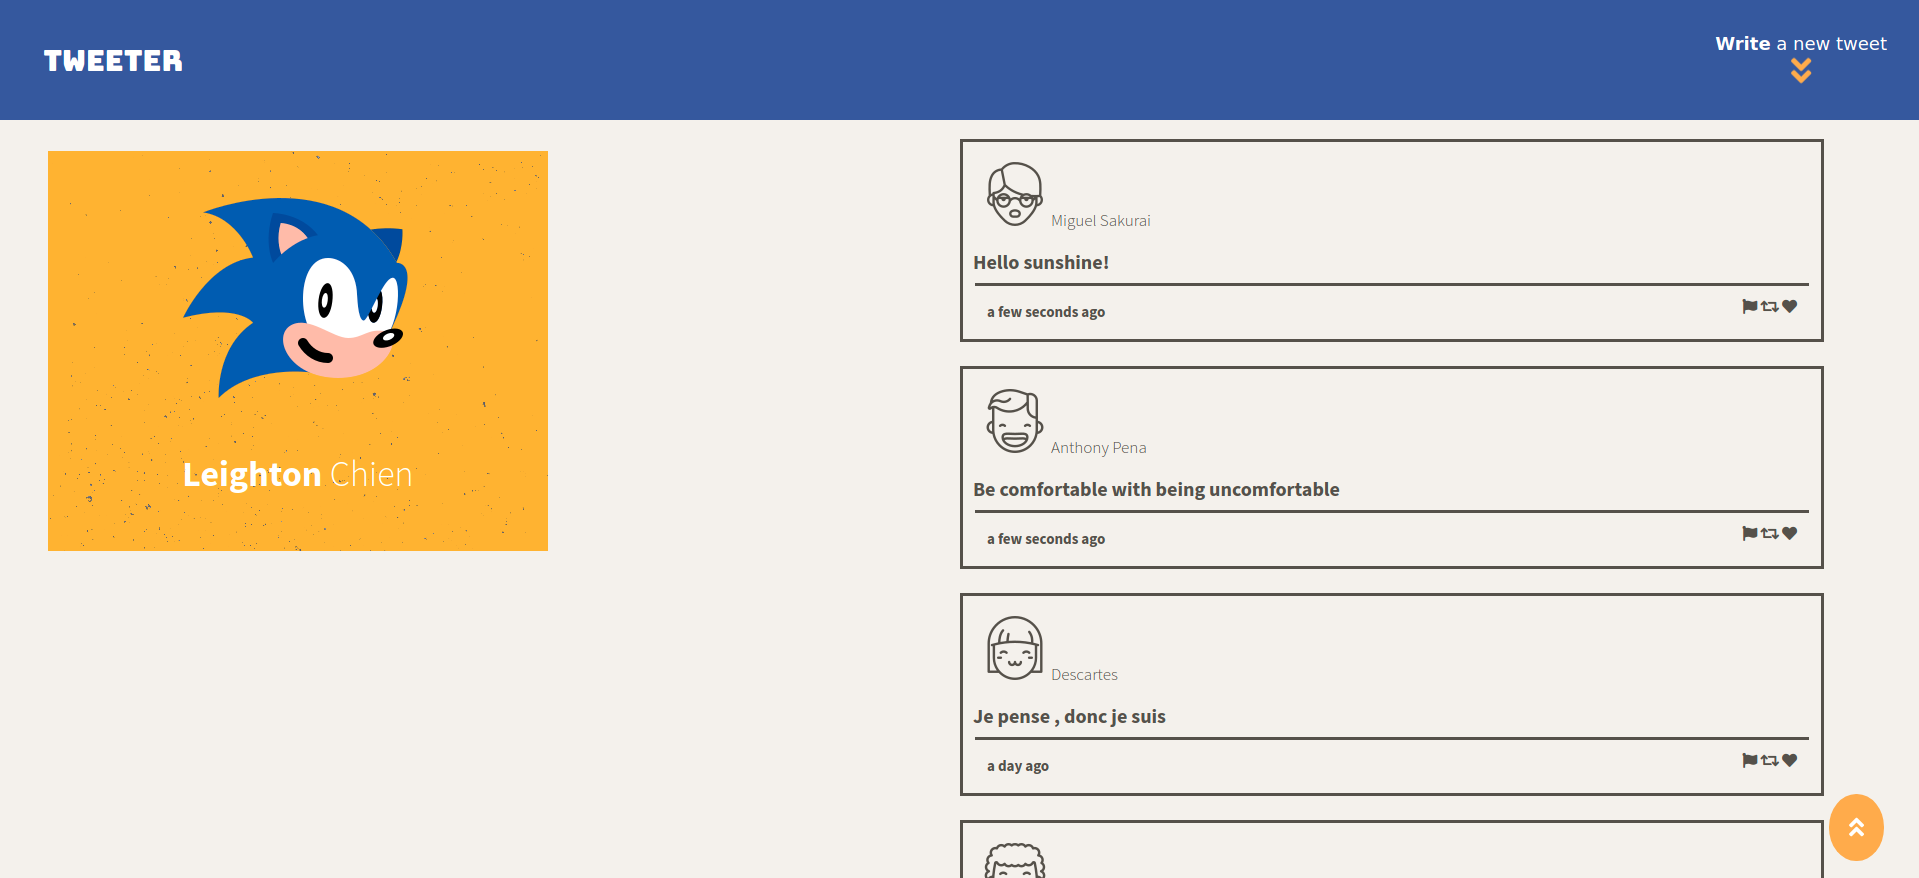 TWEETER
Write a new tweet
Leighton Chien
Miguel Sakurai
Hello sunshine!
a few seconds ago
Anthony Pena
Be comfortable with being uncomfortable
a few seconds ago
Descartes
Je pense , donc je suis
a day ago